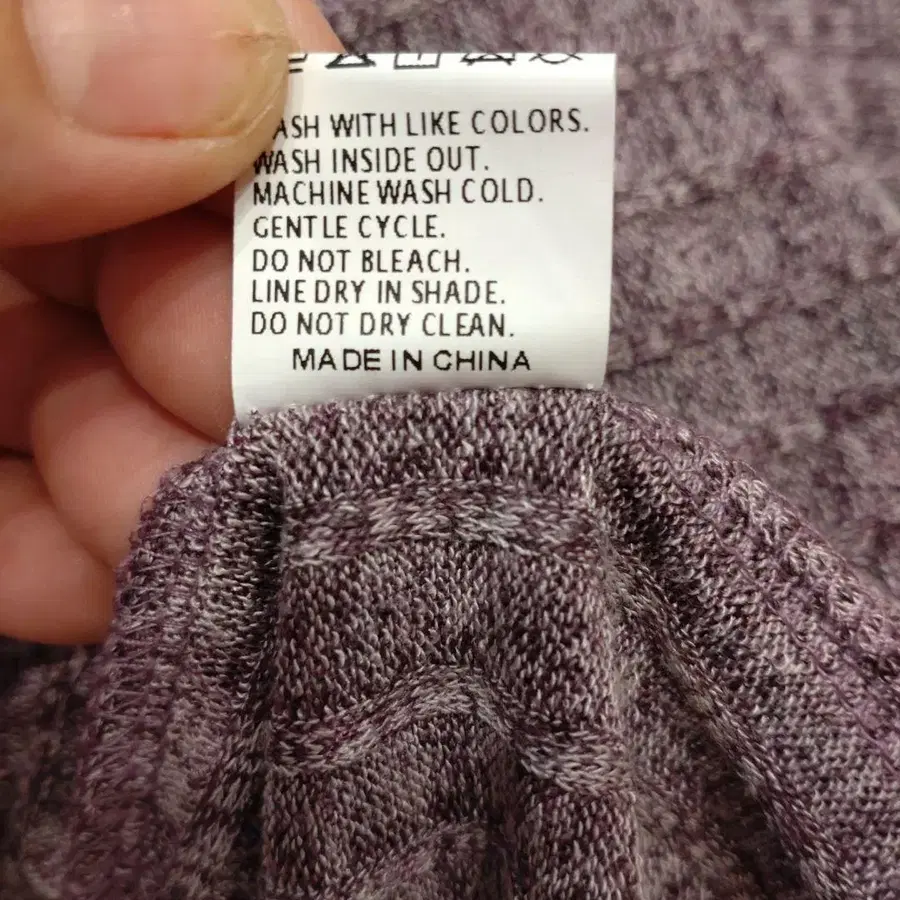 WASH WITH LIKE COLORS.
WASH INSIDE OUT.
MACHINE WASH COLD.
GENTLE CYCLE.
DO NOT BLEACH.
LINE DRY IN SHADE.
DO NOT DRY CLEAN.
MADE IN CHINA